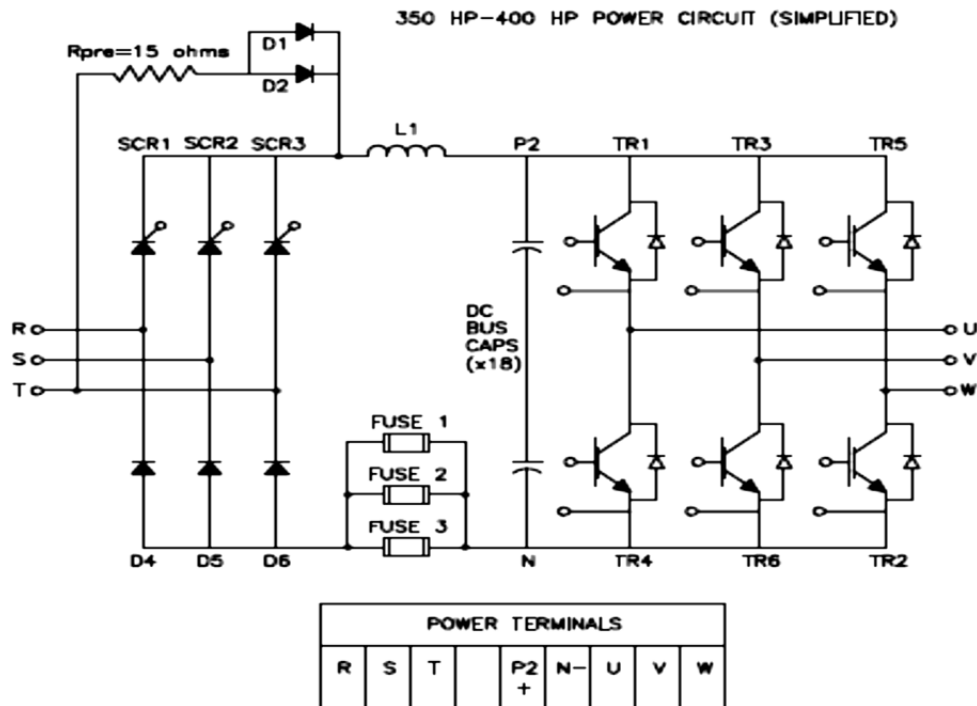 350 HP-400 HP POWER CIRCUIT (SIMPLIFIED)
D1
Rpre=15 ohms
D2
L1
SCR1 SCR2 SCR3 P2 TR1 TR3 TR5
R
S
T
DC
BUS
CAPS
(x18)
U
V
W
FUSE 1
FUSE 2
FUSE 3
D4 D5 D6 N TR4 TR6 TR2
POWER TERMINALS
R S T P2 + N- U V W